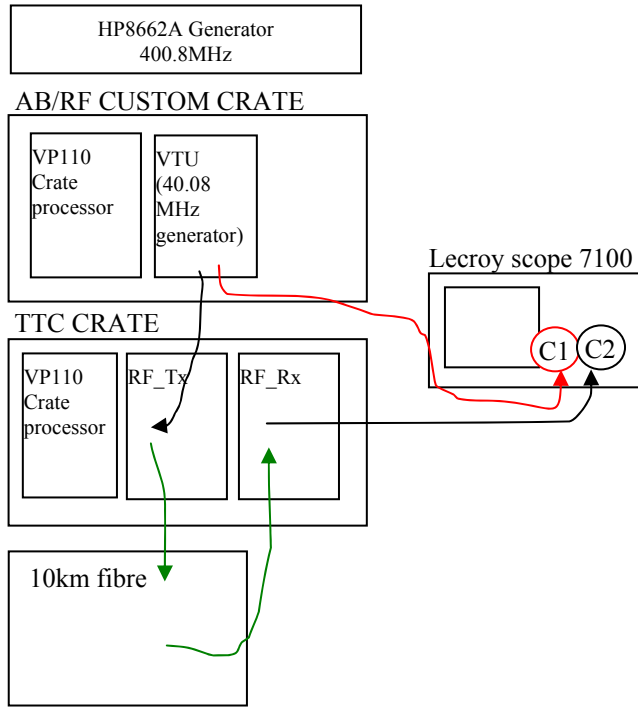 HP8662A Generator
400.8MHz
AB/RF CUSTOM CRATE
VP110
Crate
processor
VTU
(40.08
MHz
generator)
Lecroy scope 7100
C1
C2
TTC CRATE
VP110
Crate
processor
RF_Tx
RF_Rx
10km fibre